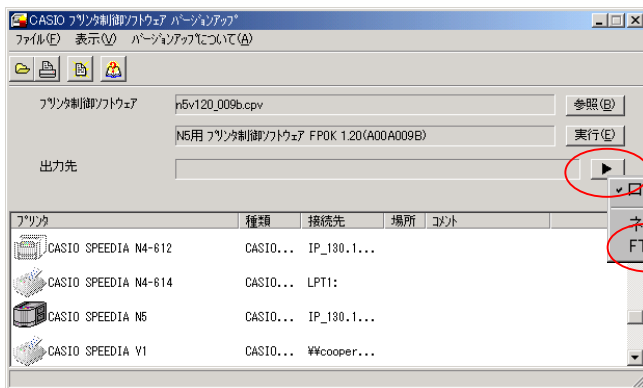 CASIO プリンタ制御ソフトウェア バージョンアップ
ファイル(F) 表示(V) バージョンアップについて(A)
プリンタ制御ソフトウェア n5v120_009b.cpv 参照(B)
N5用 プリンタ制御ソフトウェア FP0K 1.20(A00A009B) 実行(E)
出力先
ネ
FT
プリンタ 種類 接続先 場所 コメント
CASIO SPEEDIA N4-612 CASIO... IP_130.1...
CASIO SPEEDIA N4-614 CASIO... LPT1:
CASIO SPEEDIA N5 CASIO... IP_130.1...
CASIO SPEEDIA V1 CASIO... ¥¥cooper...